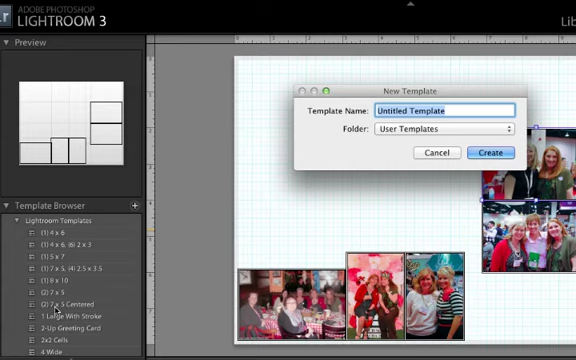 ADOBE PHOTOSHOP
LIGHTROOM 3
Preview
New Template
Template Name: Untitled Template
Folder: User Templates
Cancel Create
Template Browser +
Lightroom Templates
(1) 4 x 6
(1) 4 x 6, (6) 2 x 3
(1) 5 x 7
(1) 7 x 5, (4) 2.5 x 3.5
(1) 8 x 10
(2) 7 x 5
(2) 7 x 5 Centered
1 Large With Stroke
2-Up Greeting Card
2x2 Cells
4 Wide